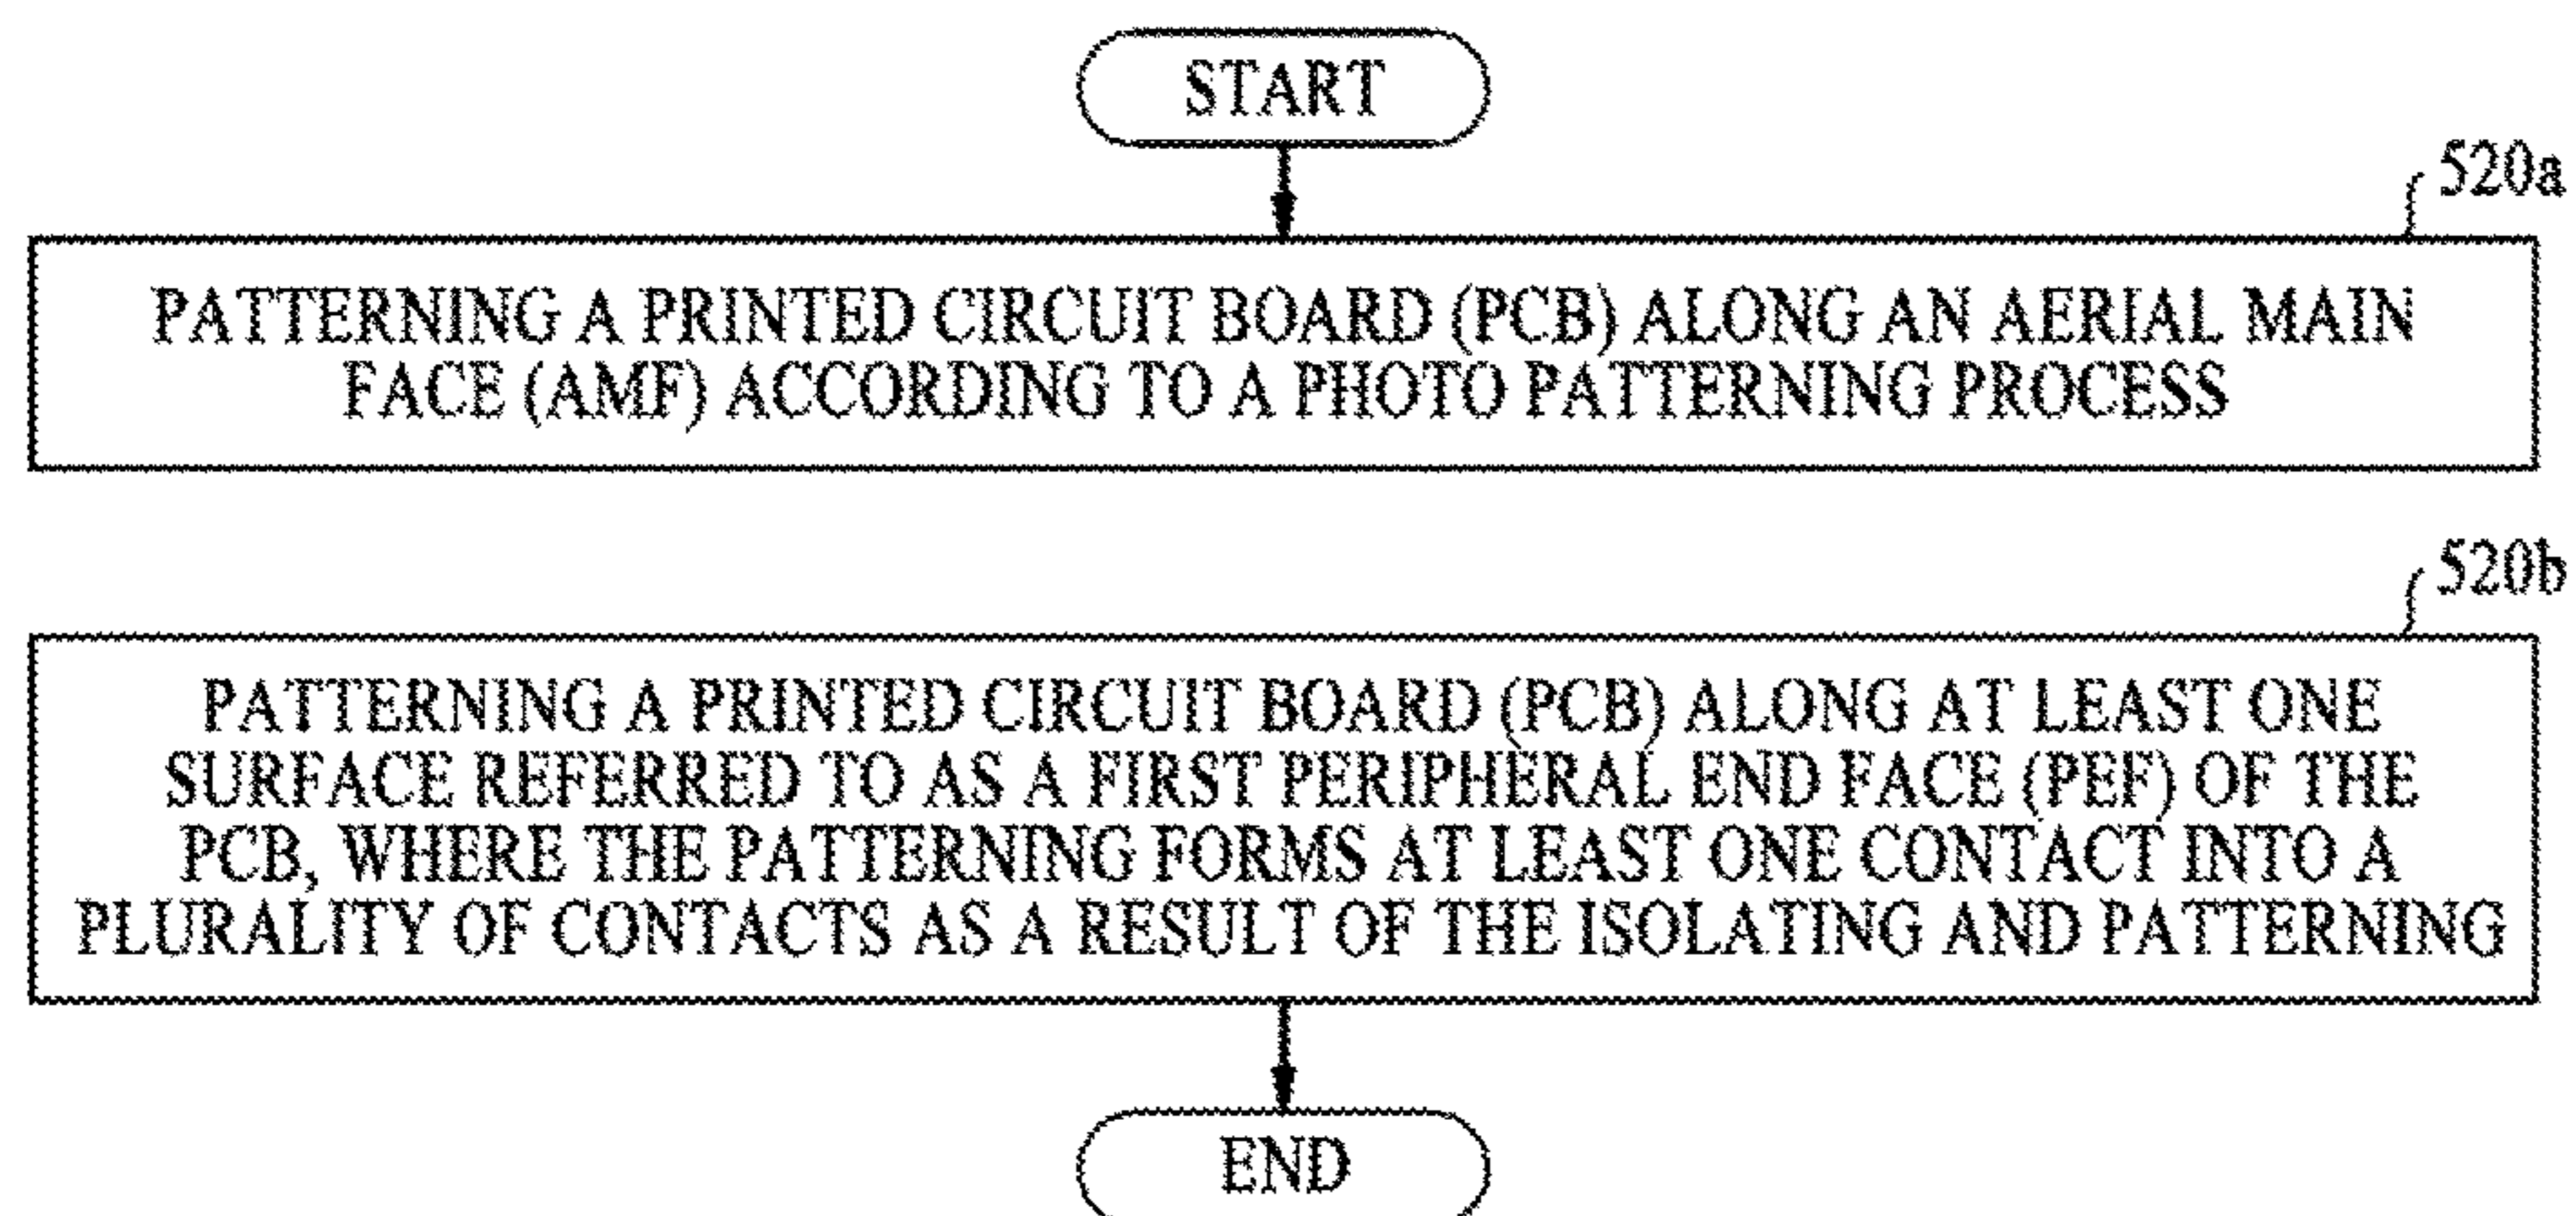 START
520a
PATTERNING A PRINTED CIRCUIT BOARD (PCB) ALONG AN AERIAL MAIN
FACE (AMF) ACCORDING TO A PHOTO PATTERNING PROCESS
520b
PATTERNING A PRINTED CIRCUIT BOARD (PCB) ALONG AT LEAST ONE
SURFACE REFERRED TO AS A FIRST PERIPHERAL END FACE (PEF) OF THE
PCB, WHERE THE PATTERNING FORMS AT LEAST ONE CONTACT INTO A
PLURALITY OF CONTACTS AS A RESULT OF THE ISOLATING AND PATTERNING
END